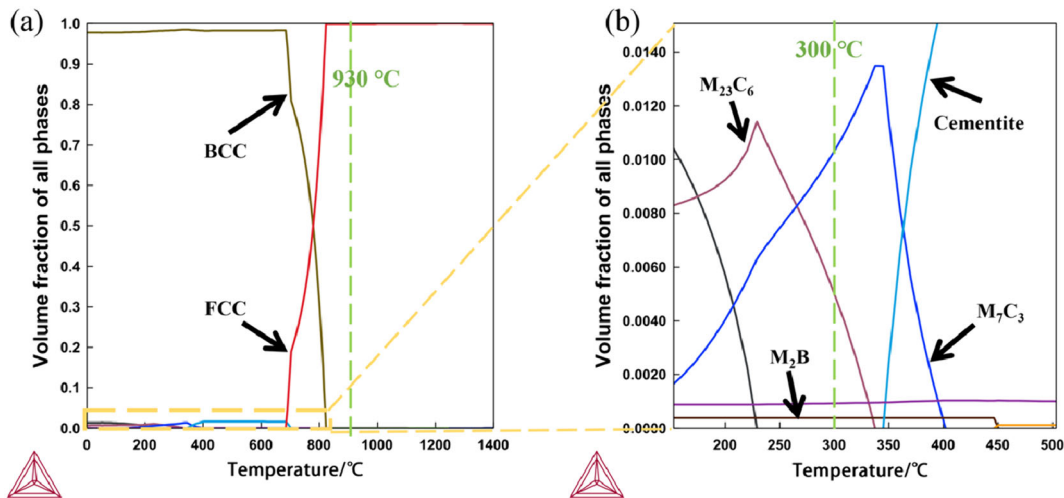 (a)
Volume fraction of all phases
1.0
0.9
0.8
0.7
0.6
0.5
0.4
0.3
0.2
0.1
0.0
930 °C
BCC
FCC
0 200 400 600 800 1000 1200 1400
Temperature/°C
(b)
Volume fraction of all phases
0.0140
0.0120
0.0100
0.0080
0.0060
0.0040
0.0020
0.0000
300 °C
M₂₃C₆
Cementite
M₇C₃
M₂B
200 250 300 350 400 450 500
Temperature/°C